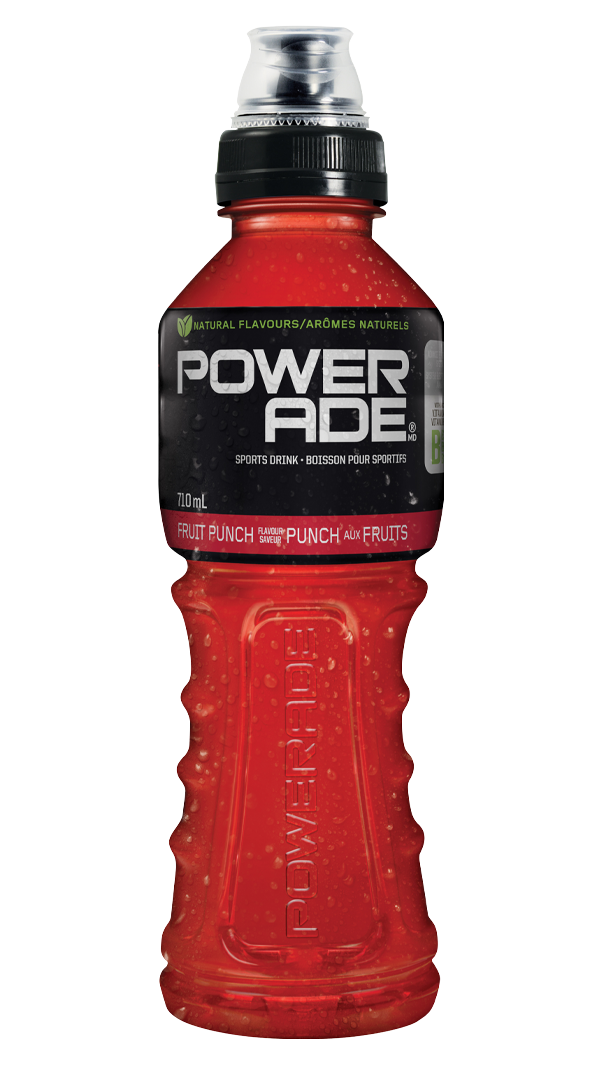 NATURAL FLAVOURS/ARÔMES NATURELS
POWER
ADE®
MD
SPORTS DRINK • BOISSON POUR SPORTIFS
710 mL
FRUIT PUNCH FLAVOUR SAVEUR PUNCH AUX FRUITS
B
POWERADE